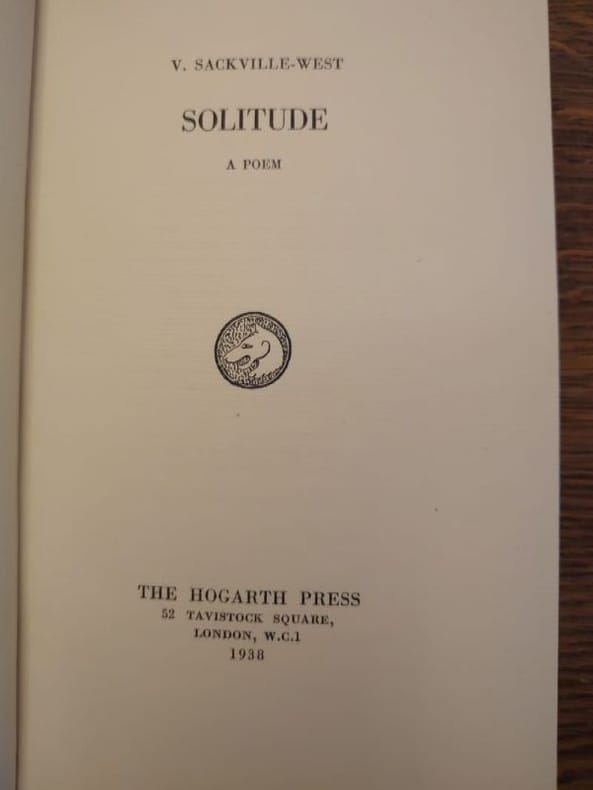 V. SACKVILLE-WEST
SOLITUDE
A POEM
THE HOGARTH PRESS
52 TAVISTOCK SQUARE,
LONDON, W.C.1
1938